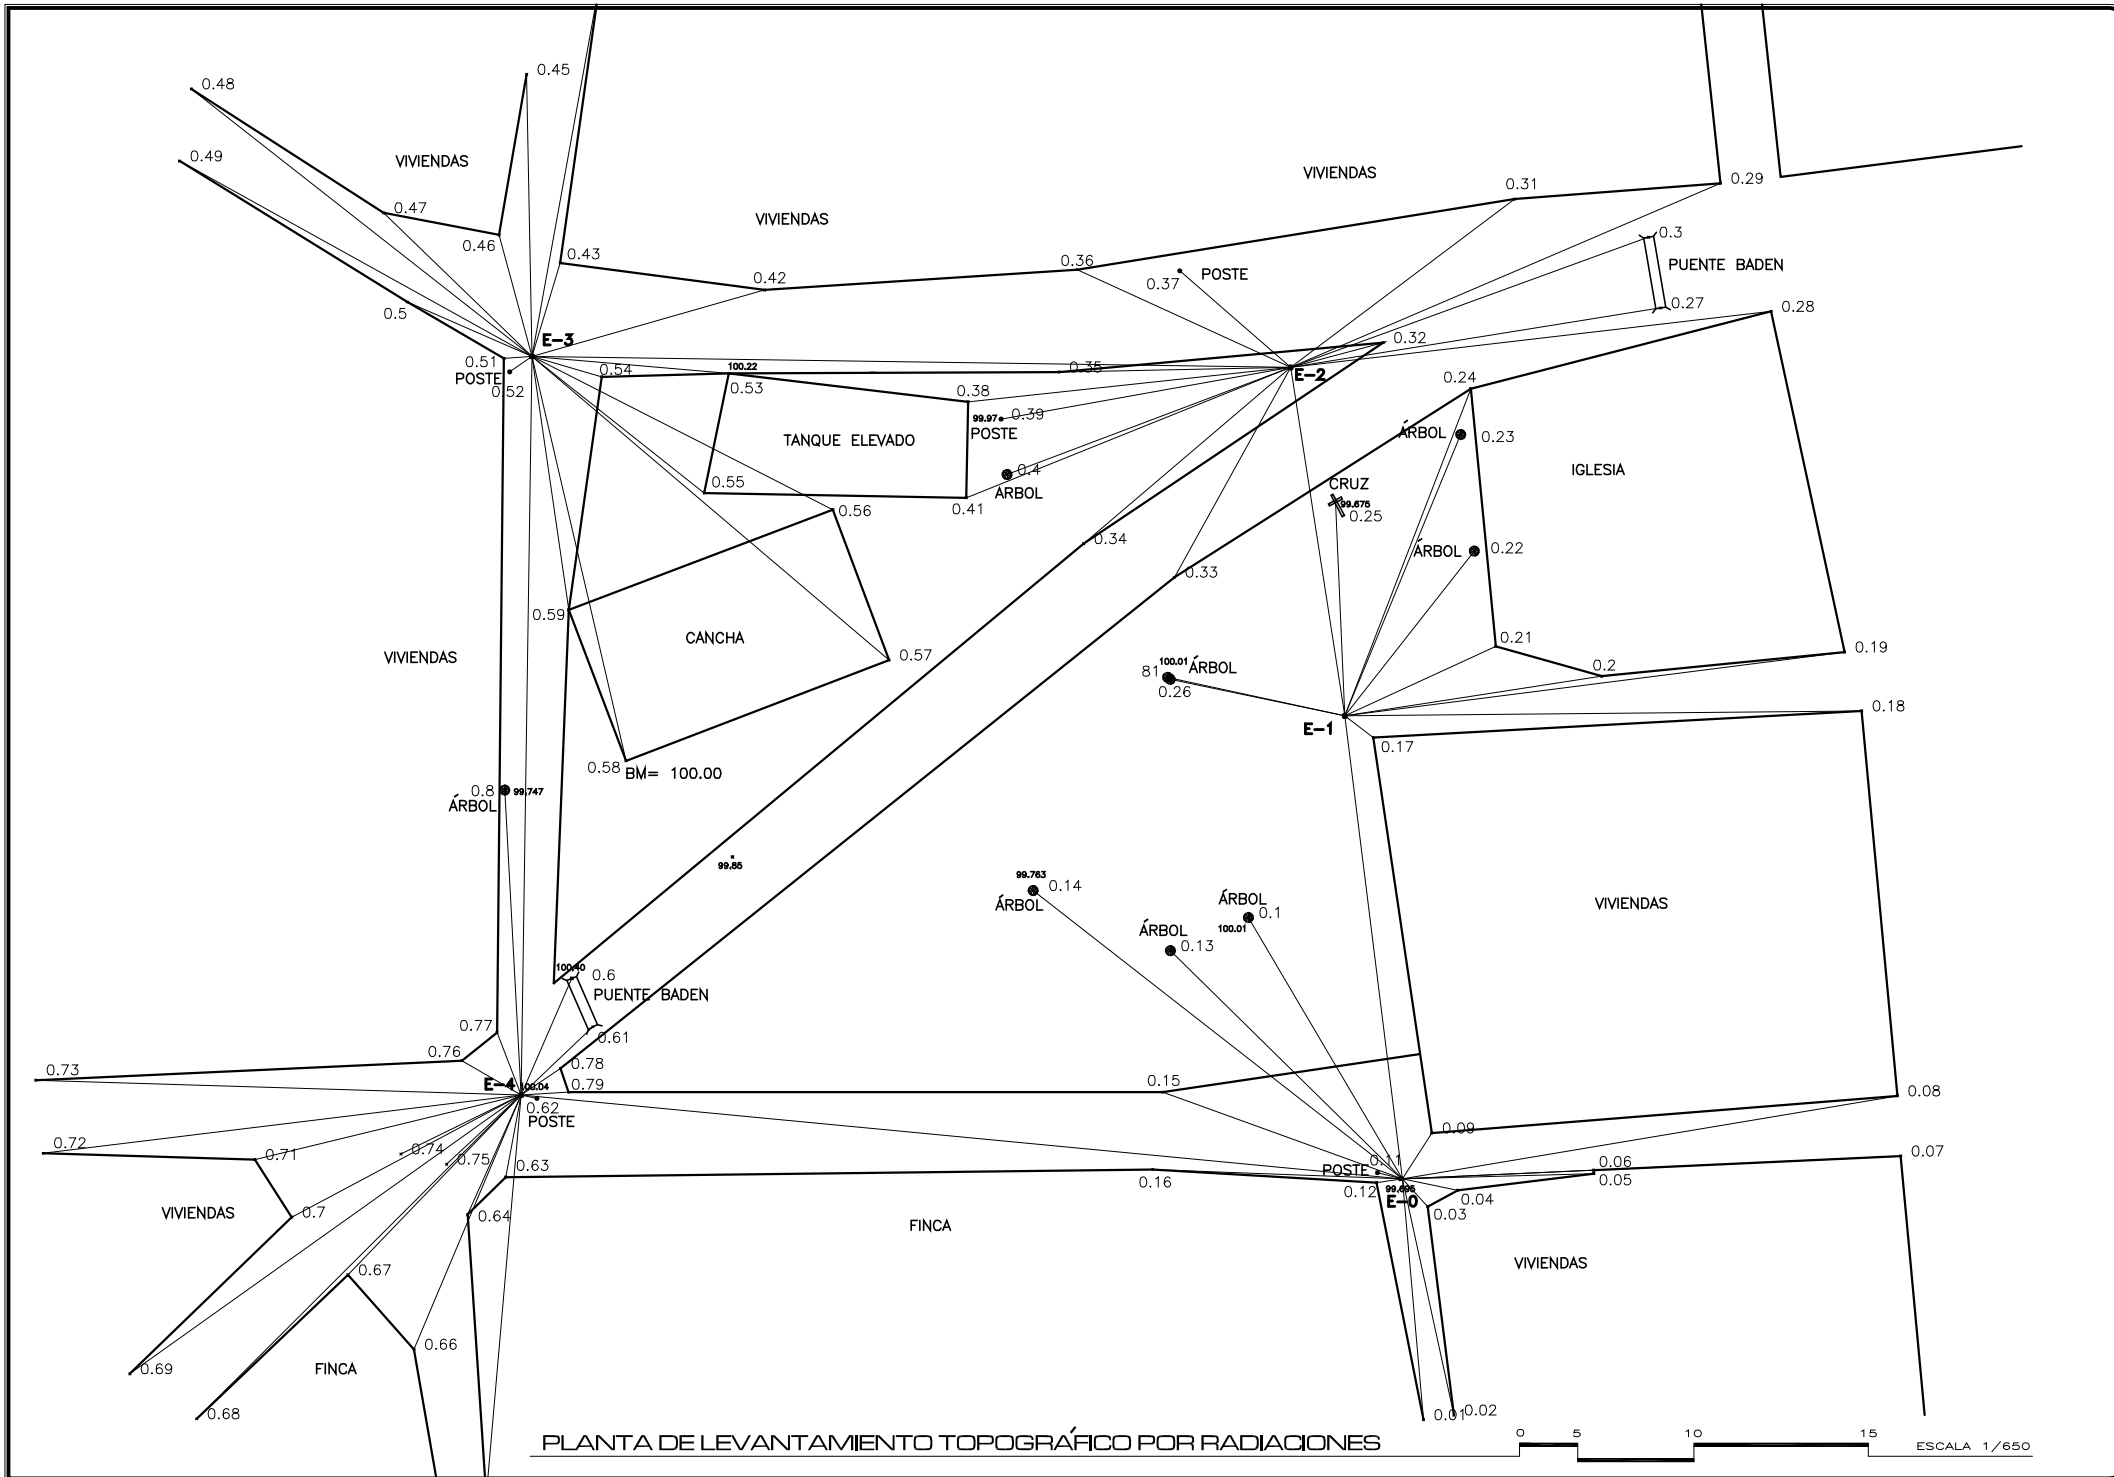 0.45
0.48
0.49
VIVIENDAS
VIVIENDAS
0.31
0.29
0.47
VIVIENDAS
0.46
0.43
0.3
0.36
PUENTE BADEN
0.42
0.37
POSTE
0.5
0.27
0.28
E-3
0.32
0.51
0.54
100.22
0.35
E-2
POSTE
0.52
0.53
0.38
0.24
99.97
0.39
POSTE
TANQUE ELEVADO
ÁRBOL
0.23
0.4
IGLESIA
0.55
ARBOL
CRUZ
99.675
0.41
0.56
0.25
0.34
ÁRBOL
0.22
0.33
0.59
CANCHA
0.21
VIVIENDAS
0.57
81
100.01
ÁRBOL
0.2
0.19
0.26
0.18
E-1
0.17
0.58
BM= 100.00
0.8
99.747
ÁRBOL
99.85
99.763
0.14
ÁRBOL
ÁRBOL
0.1
VIVIENDAS
100.01
ÁRBOL
0.13
100.40
0.6
PUENTE BADEN
0.77
0.61
0.76
0.78
0.73
E-4
100.04
0.79
0.15
0.08
0.62
POSTE
0.09
0.72
0.71
0.74
0.75
0.63
0.16
POSTE
0.11
0.06
0.07
0.05
0.12
99.695
E-0
0.04
0.03
VIVIENDAS
0.7
0.64
FINCA
VIVIENDAS
0.67
0.66
0.69
FINCA
0.68
0.01
0.02
PLANTA DE LEVANTAMIENTO TOPOGRÁFICO POR RADIACIONES
0 5 10 15
ESCALA 1/650